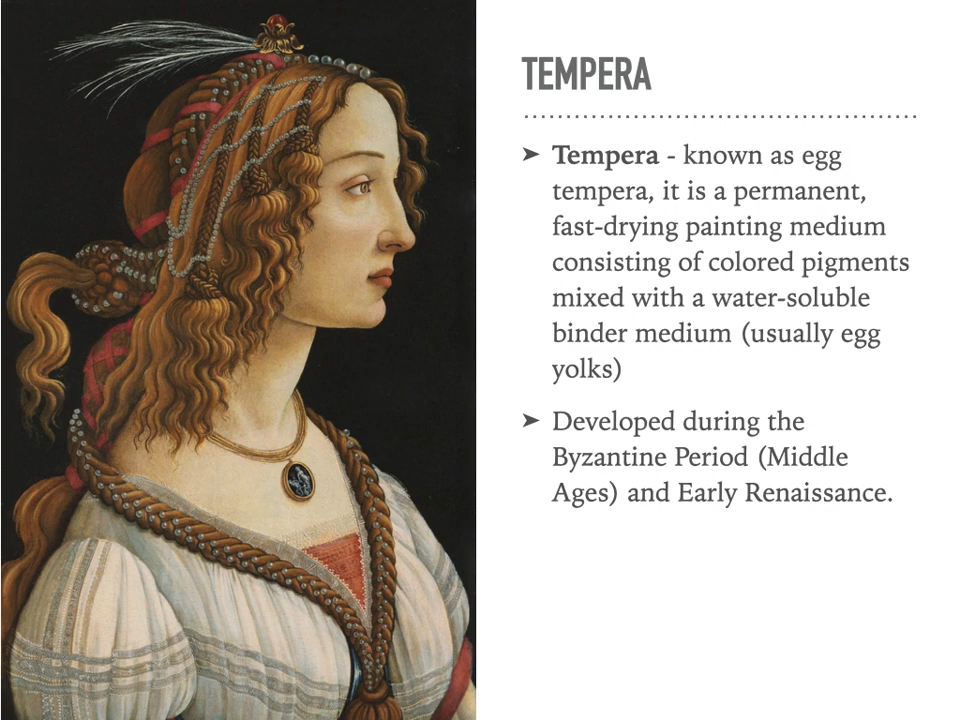 TEMPERA
➤ Tempera - known as egg
tempera, it is a permanent,
fast-drying painting medium
consisting of colored pigments
mixed with a water-soluble
binder medium (usually egg
yolks)
➤ Developed during the
Byzantine Period (Middle
Ages) and Early Renaissance.